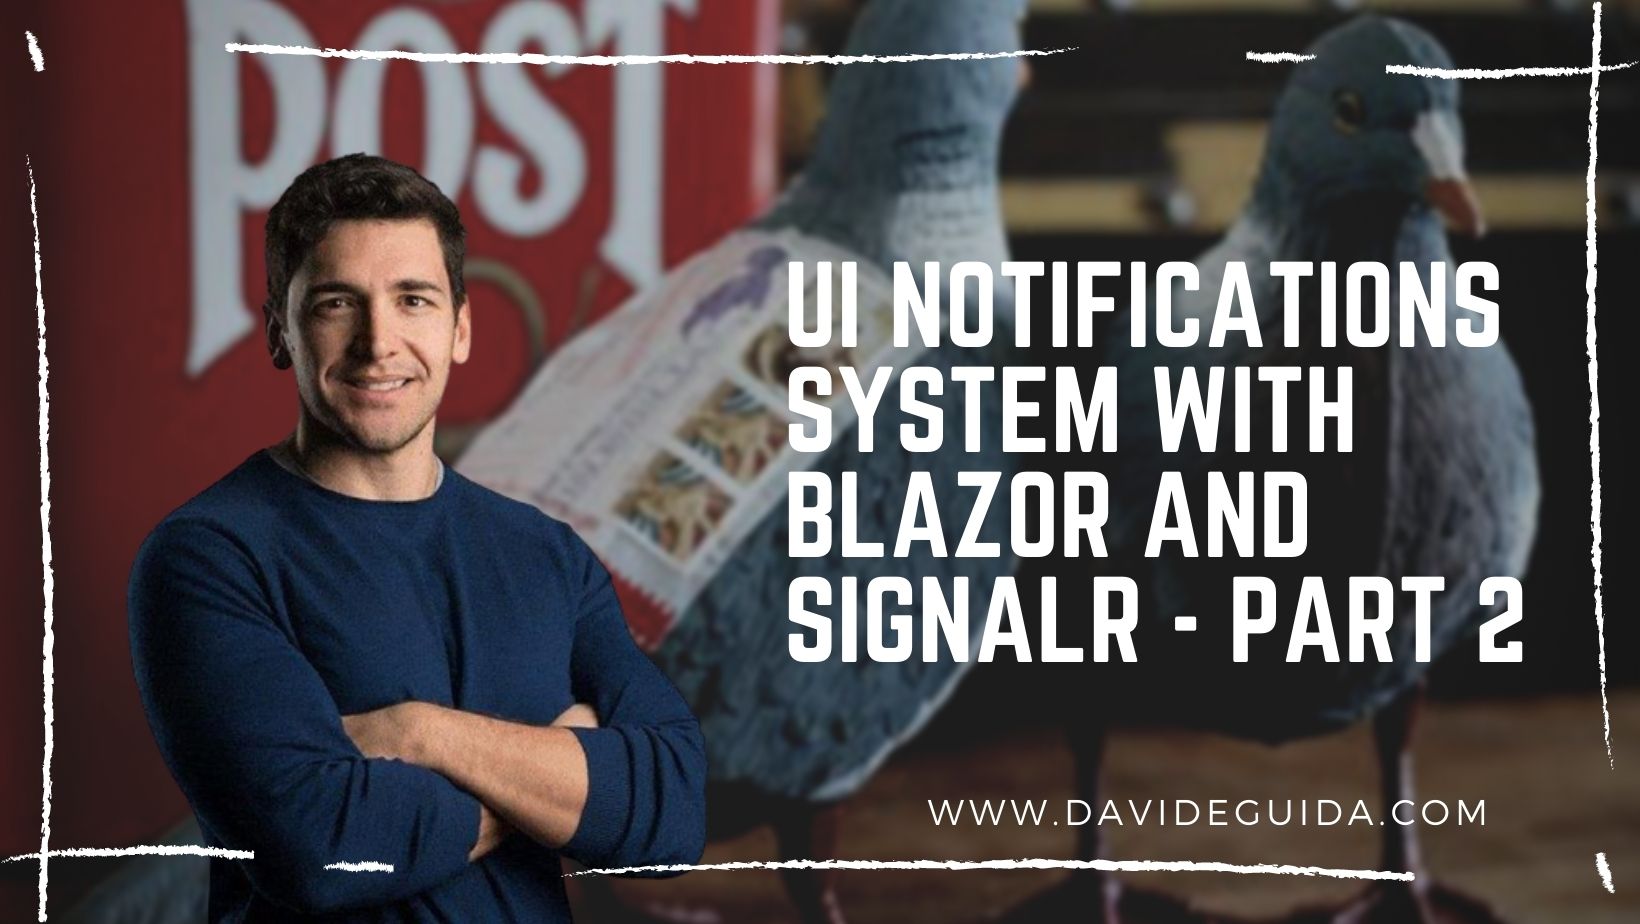 POST
UI NOTIFICATIONS
SYSTEM WITH
BLAZOR AND
SIGNALR - PART 2
WWW.DAVIDEGUIDA.COM